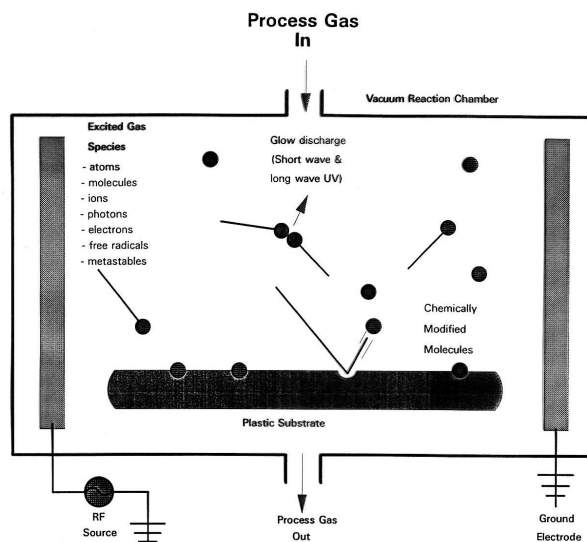 Process Gas
In
Vacuum Reaction Chamber
Excited Gas
Species
- atoms
- molecules
- ions
- photons
- electrons
- free radicals
- metastables
Glow discharge
(Short wave &
long wave UV)
Chemically
Modified
Molecules
Plastic Substrate
RF
Source
Process Gas
Out
Ground
Electrode